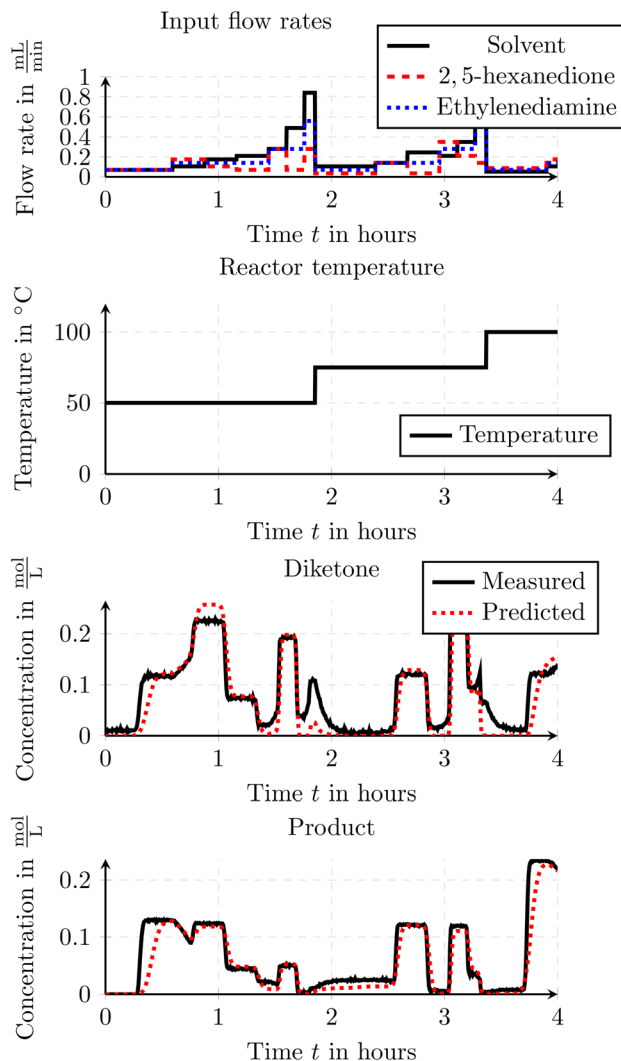 Input flow rates
Solvent
2, 5-hexanedione
Ethylenediamine
Flow rate in mL/min
1
0.8
0.6
0.4
0.2
0
0 1 2 3 4
Time t in hours
Reactor temperature
Temperature in °C
100
50
0
Temperature
0 1 2 3 4
Time t in hours
Diketone
Measured
Predicted
Concentration in mol/L
0.2
0.1
0
0 1 2 3 4
Time t in hours
Product
Concentration in mol/L
0.2
0.1
0
0 1 2 3 4
Time t in hours